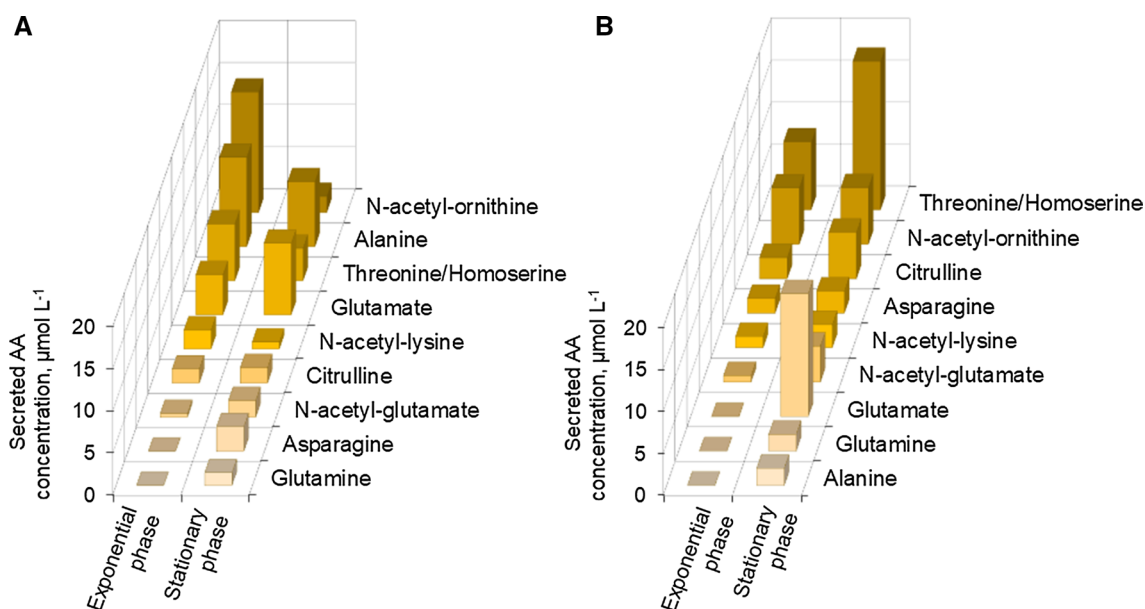 A
N-acetyl-ornithine
Alanine
Threonine/Homoserine
Glutamate
N-acetyl-lysine
Citrulline
N-acetyl-glutamate
Asparagine
Glutamine
20
15
10
5
0
Secreted AA
concentration, µmol L-1
Exponential
phase
Stationary
phase
B
Threonine/Homoserine
N-acetyl-ornithine
Citrulline
Asparagine
N-acetyl-lysine
N-acetyl-glutamate
Glutamate
Glutamine
Alanine
20
15
10
5
0
Secreted AA
concentration, µmol L-1
Exponential
phase
Stationary
phase